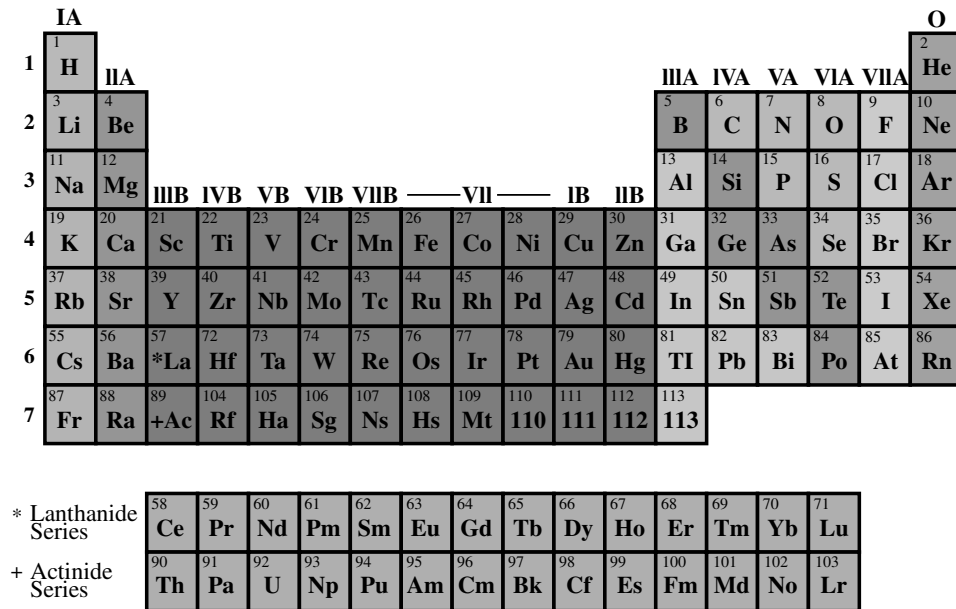 IA O
1 2
1 H He
IIA IIIA IVA VA VIA VIIA
3 4 5 6 7 8 9 10
2 Li Be B C N O F Ne
11 12 13 14 15 16 17 18
3 Na Mg Al Si P S Cl Ar
IIIB IVB VB VIB VIIB VII IB IIB
19 20 21 22 23 24 25 26 27 28 29 30 31 32 33 34 35 36
4 K Ca Sc Ti V Cr Mn Fe Co Ni Cu Zn Ga Ge As Se Br Kr
37 38 39 40 41 42 43 44 45 46 47 48 49 50 51 52 53 54
5 Rb Sr Y Zr Nb Mo Tc Ru Rh Pd Ag Cd In Sn Sb Te I Xe
55 56 57 72 73 74 75 76 77 78 79 80 81 82 83 84 85 86
6 Cs Ba *La Hf Ta W Re Os Ir Pt Au Hg TI Pb Bi Po At Rn
87 88 89 104 105 106 107 108 109 110 111 112 113
7 Fr Ra +Ac Rf Ha Sg Ns Hs Mt 110 111 112 113
58 59 60 61 62 63 64 65 66 67 68 69 70 71
* Lanthanide Series Ce Pr Nd Pm Sm Eu Gd Tb Dy Ho Er Tm Yb Lu
90 91 92 93 94 95 96 97 98 99 100 101 102 103
+ Actinide Series Th Pa U Np Pu Am Cm Bk Cf Es Fm Md No Lr